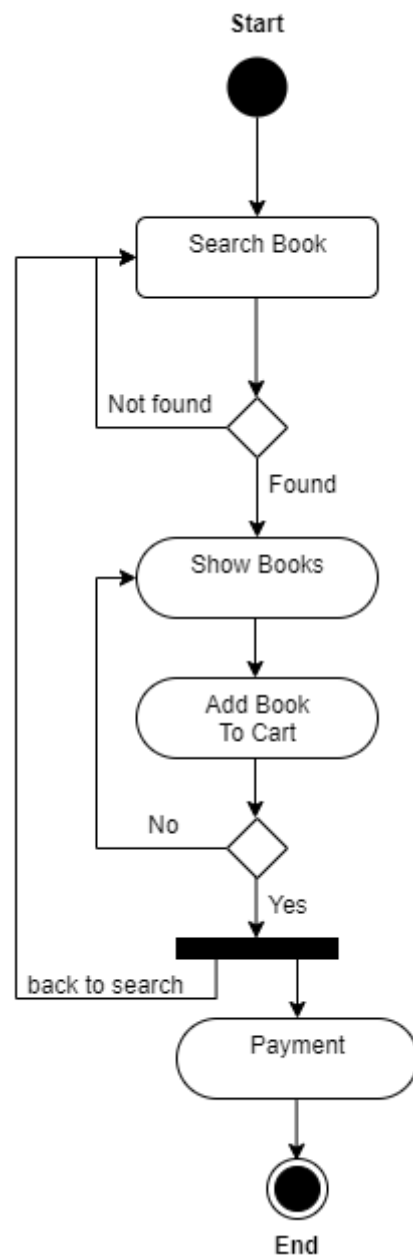 Start
Search Book
Not found
Found
Show Books
Add Book
To Cart
No
Yes
back to search
Payment
End